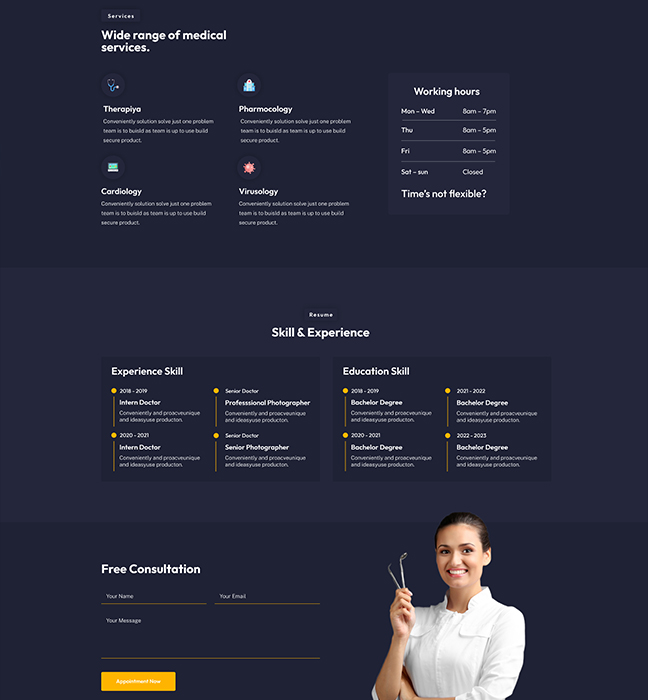 Services
Wide range of medical
services.
Therapiya
Conveniently solution solve just one problem
team is to buisld as team is up to use build
secure product.
Pharmocology
Conveniently solution solve just one problem
team is to buisld as team is up to use build
secure product.
Cardiology
Conveniently solution solve just one problem
team is to buisld as team is up to use build
secure product.
Virusology
Conveniently solution solve just one problem
team is to buisld as team is up to use build
secure product.
Working hours
Mon – Wed 8am – 7pm
Thu 8am – 5pm
Fri 8am – 5pm
Sat – sun Closed
Time's not flexible?
Resume
Skill & Experience
Experience Skill
2018 - 2019
Intern Doctor
Conveniently and proacveunique
and ideasyuse producton.
Senior Doctor
Professsional Photographer
Conveniently and proacveunique
and ideasyuse producton.
2020 - 2021
Intern Doctor
Conveniently and proacveunique
and ideasyuse producton.
Senior Doctor
Senior Photographer
Conveniently and proacveunique
and ideasyuse producton.
Education Skill
2018 - 2019
Bachelor Degree
Conveniently and proacveunique
and ideasyuse producton.
2021 - 2022
Bachelor Degree
Conveniently and proacveunique
and ideasyuse producton.
2020 - 2021
Bachelor Degree
Conveniently and proacveunique
and ideasyuse producton.
2022 - 2023
Bachelor Degree
Conveniently and proacveunique
and ideasyuse producton.
Free Consultation
Your Name
Your Email
Your Message
Appointment Now